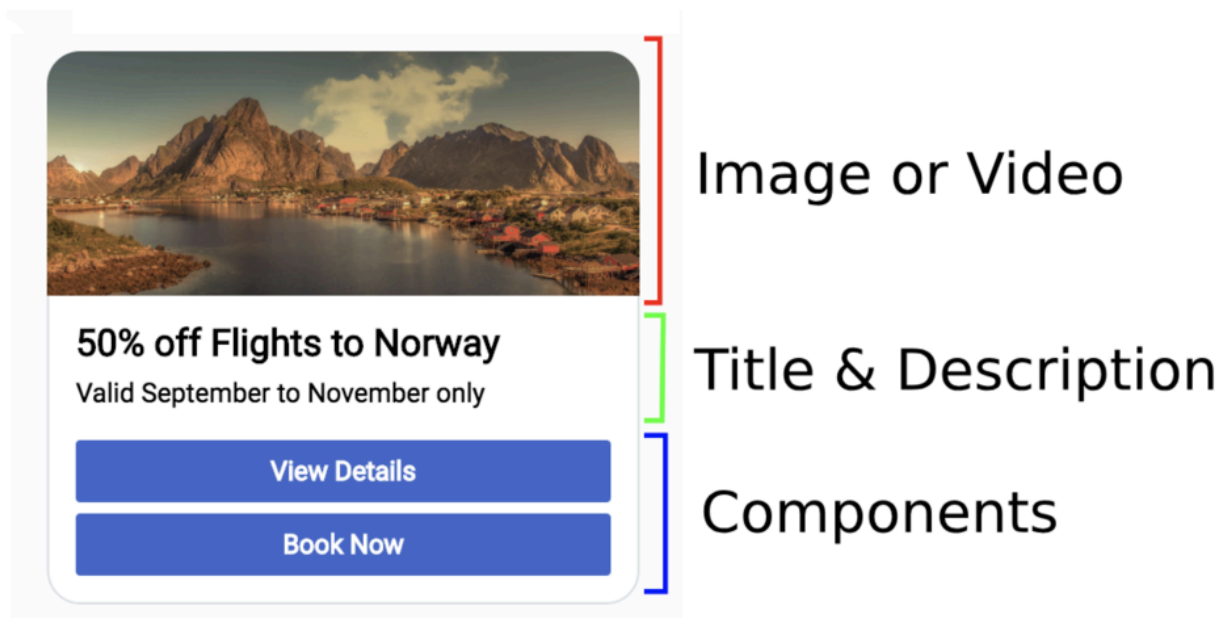 Image or Video
50% off Flights to Norway
Valid September to November only
Title & Description
View Details
Book Now
Components